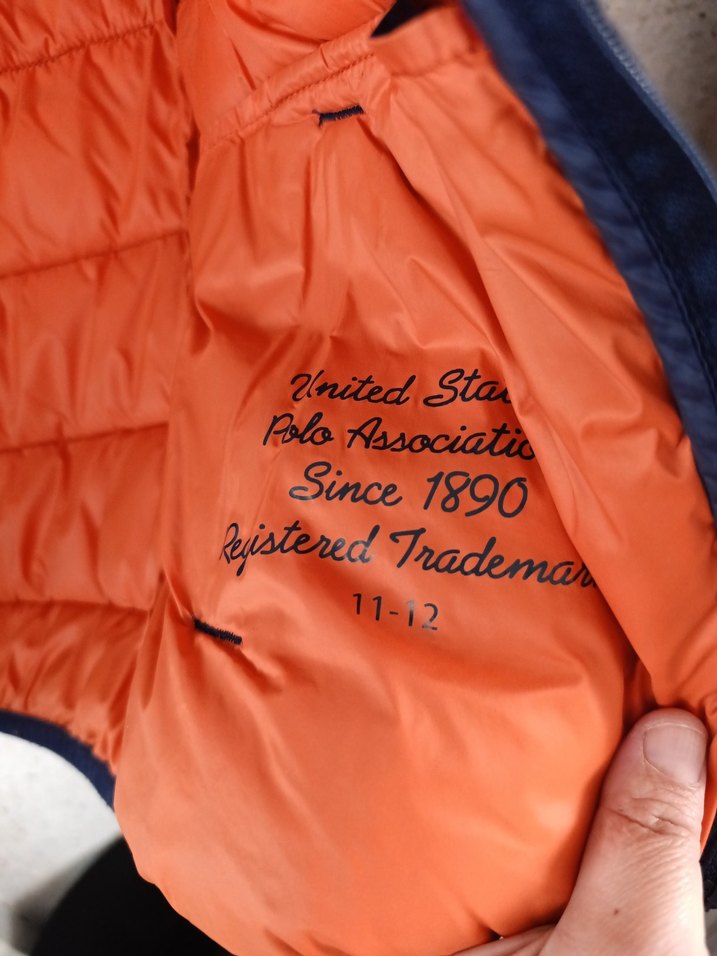 United Sta
Polo Associatio
Since 1890
Registered Trademar
11-12